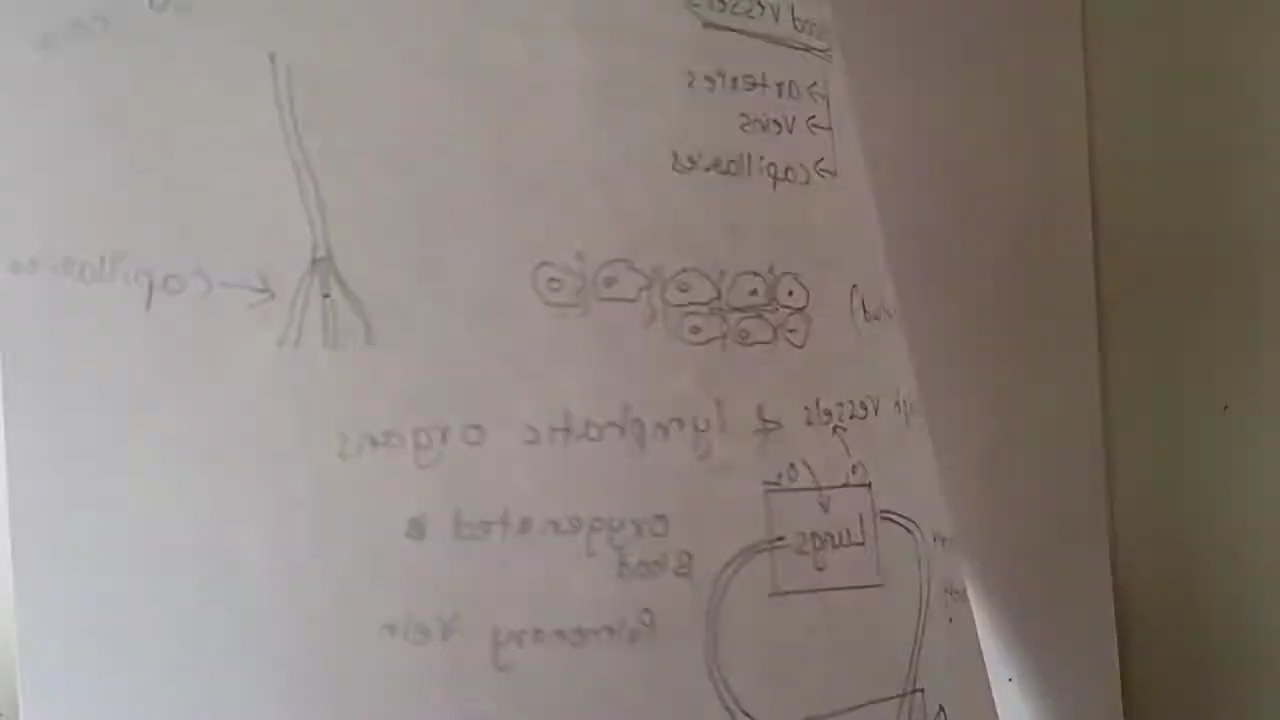 Vessels
→ arteries
→ Veins
→ capillaries
capillaries
Vessels & lymphatic organs
Lungs
Oxygenated
Blood
Pulmonary Vein